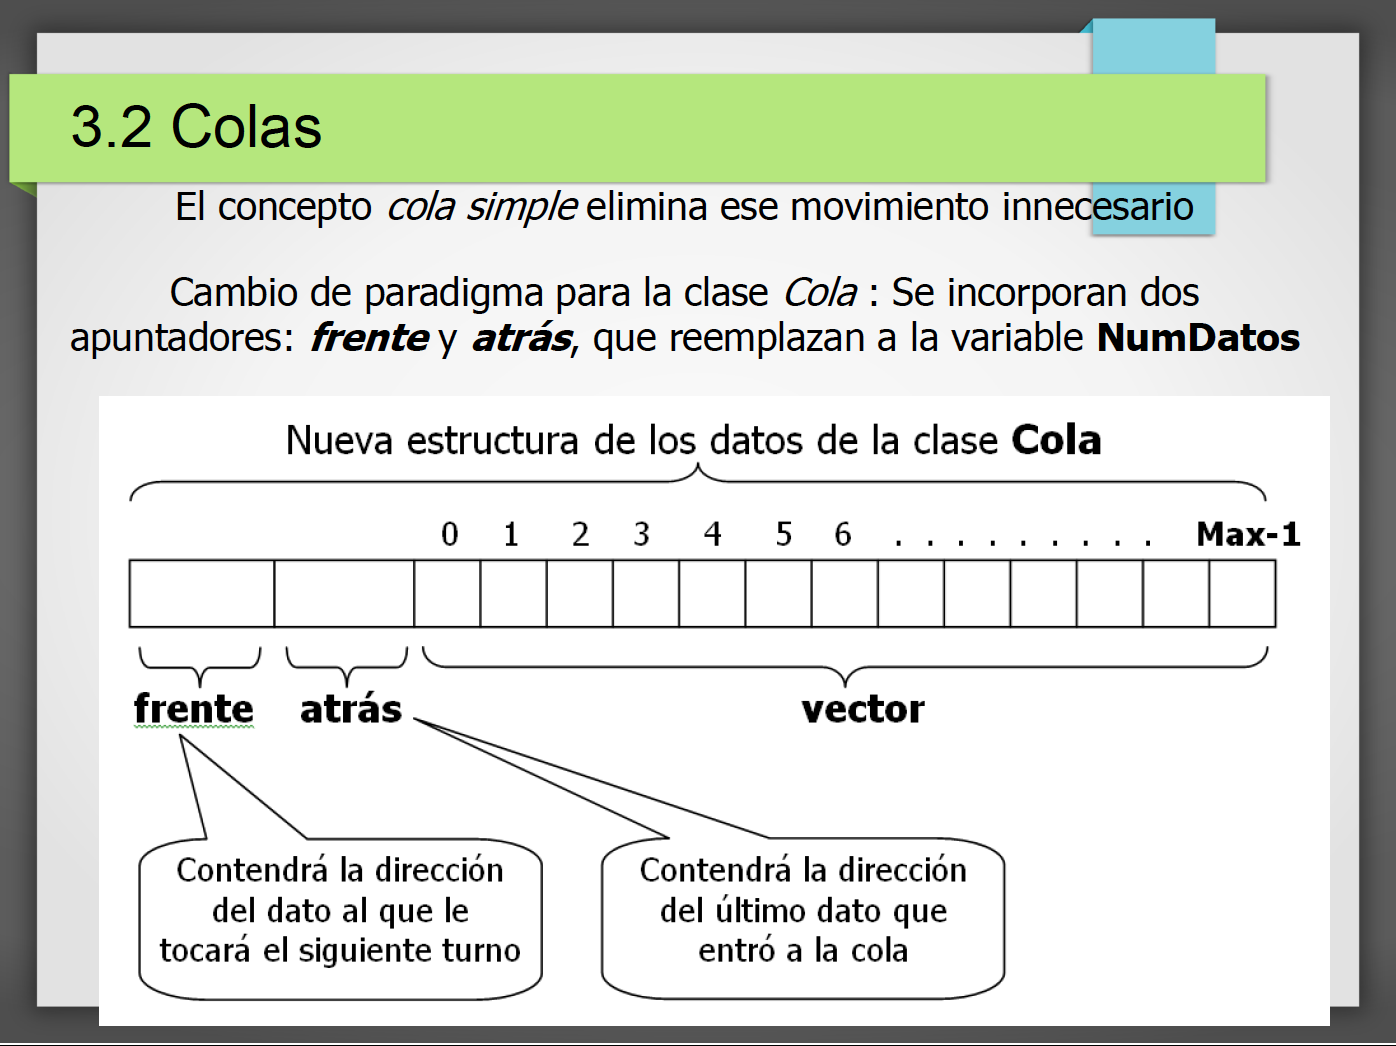 3.2 Colas
El concepto cola simple elimina ese movimiento innecesario
Cambio de paradigma para la clase Cola : Se incorporan dos
apuntadores: frente y atrás, que reemplazan a la variable NumDatos
Nueva estructura de los datos de la clase Cola
0 1 2 3 4 5 6 . . . . . . . . . Max-1
frente atrás vector
Contendrá la dirección
del dato al que le
tocará el siguiente turno
Contendrá la dirección
del último dato que
entró a la cola